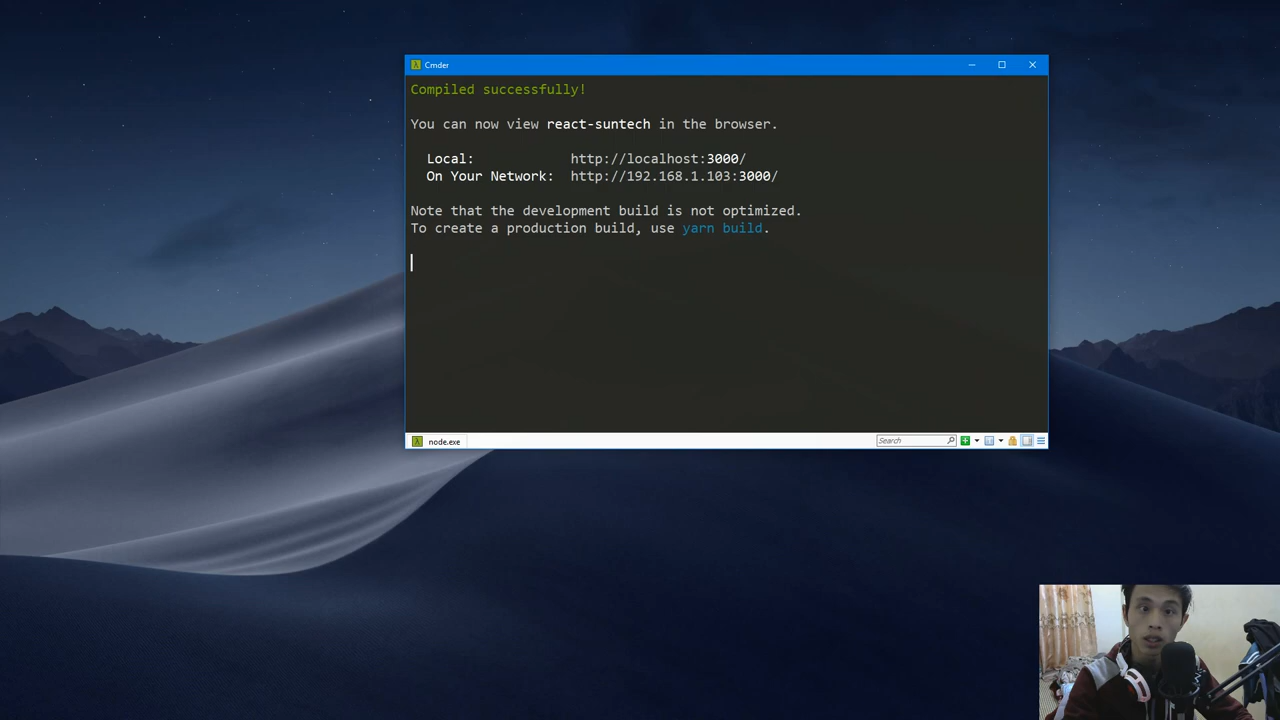 Cmder
Compiled successfully!
You can now view react-suntech in the browser.
Local: http://localhost:3000/
On Your Network: http://192.168.1.103:3000/
Note that the development build is not optimized.
To create a production build, use yarn build.
node.exe
Search